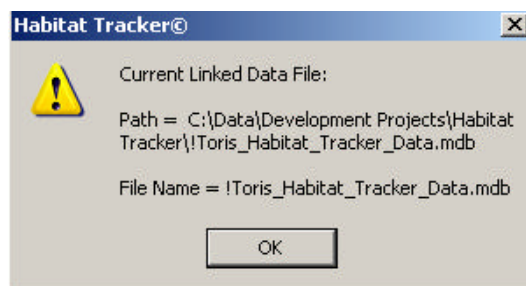 Habitat Tracker©
Current Linked Data File:
Path = C:\Data\Development Projects\Habitat
Tracker\!Toris_Habitat_Tracker_Data.mdb
File Name = !Toris_Habitat_Tracker_Data.mdb
OK